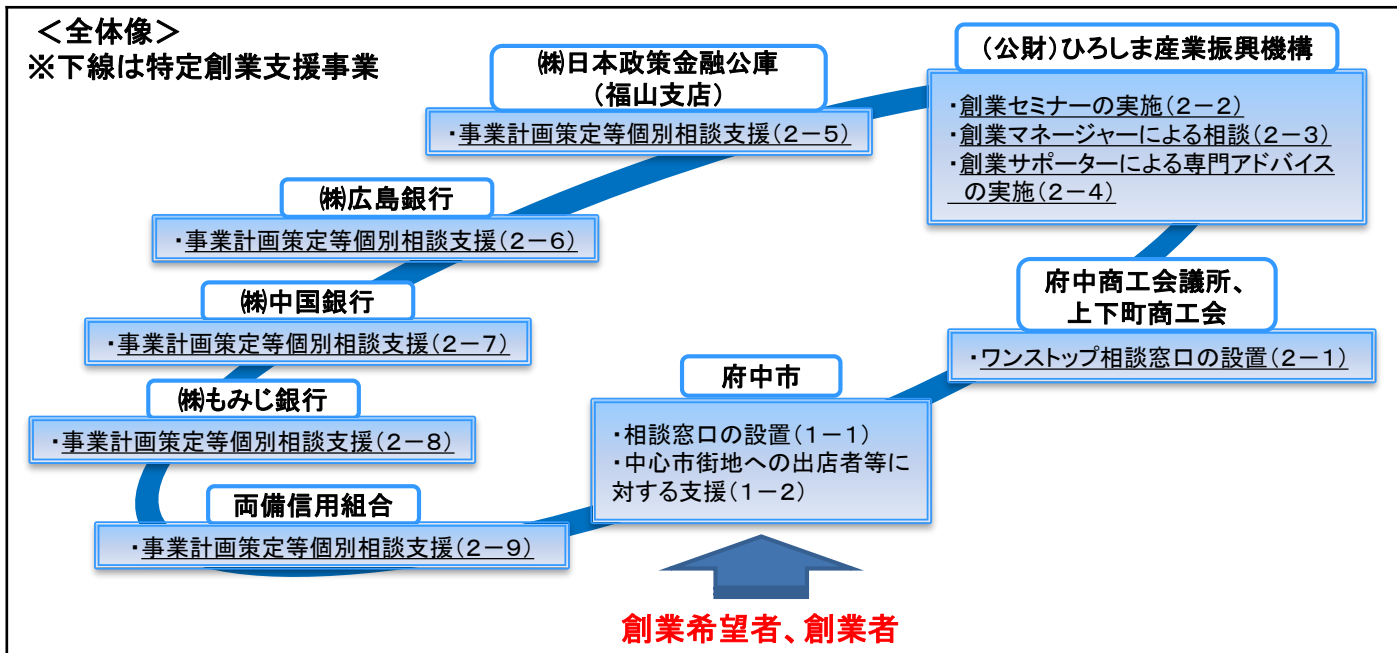 ＜全体像＞
※下線は特定創業支援事業
㈱日本政策金融公庫
（福山支店）
・事業計画策定等個別相談支援（２－５）
（公財）ひろしま産業振興機構
・創業セミナーの実施（２－２）
・創業マネージャーによる相談（２－３）
・創業サポーターによる専門アドバイス
の実施（２－４）
㈱広島銀行
・事業計画策定等個別相談支援（２－６）
㈱中国銀行
・事業計画策定等個別相談支援（２－７）
㈱もみじ銀行
・事業計画策定等個別相談支援（２－８）
両備信用組合
・事業計画策定等個別相談支援（２－９）
府中市
・相談窓口の設置（１－１）
・中心市街地への出店者等に
対する支援（１－２）
府中商工会議所、
上下町商工会
・ワンストップ相談窓口の設置（２－１）
創業希望者、創業者